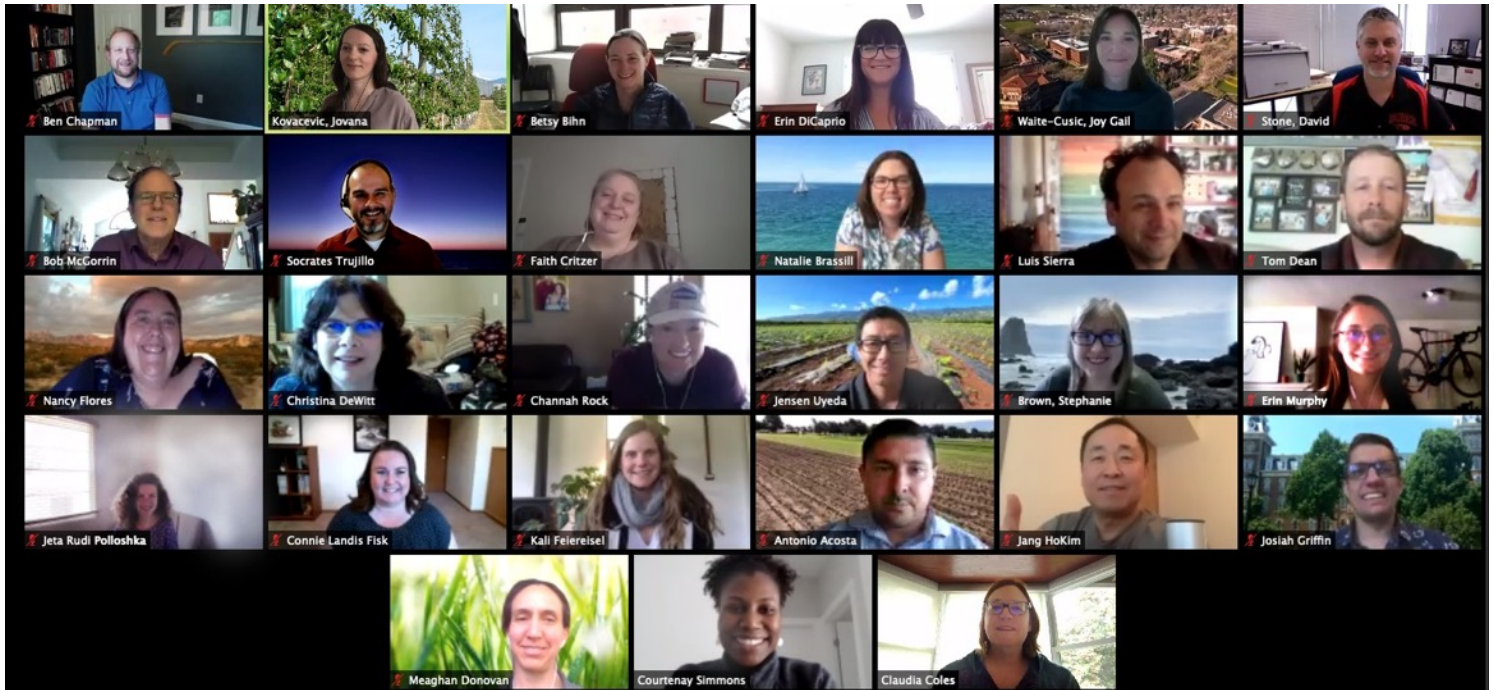 Ben Chapman
Kovacevic, Jovana
Betsy Bihn
Erin DiCaprio
Waite-Cusic, Joy Gail
Stone, David
Bob McGorrin
Socrates Trujillo
Faith Critzer
Natalie Brassill
Luis Sierra
Tom Dean
Nancy Flores
Christina DeWitt
Channah Rock
Jensen Uyeda
Brown, Stephanie
Erin Murphy
Jeta Rudi Polloshka
Connie Landis Fisk
Kali Feiereisel
Antonio Acosta
Jang HoKim
Josiah Griffin
Meaghan Donovan
Courtenay Simmons
Claudia Coles